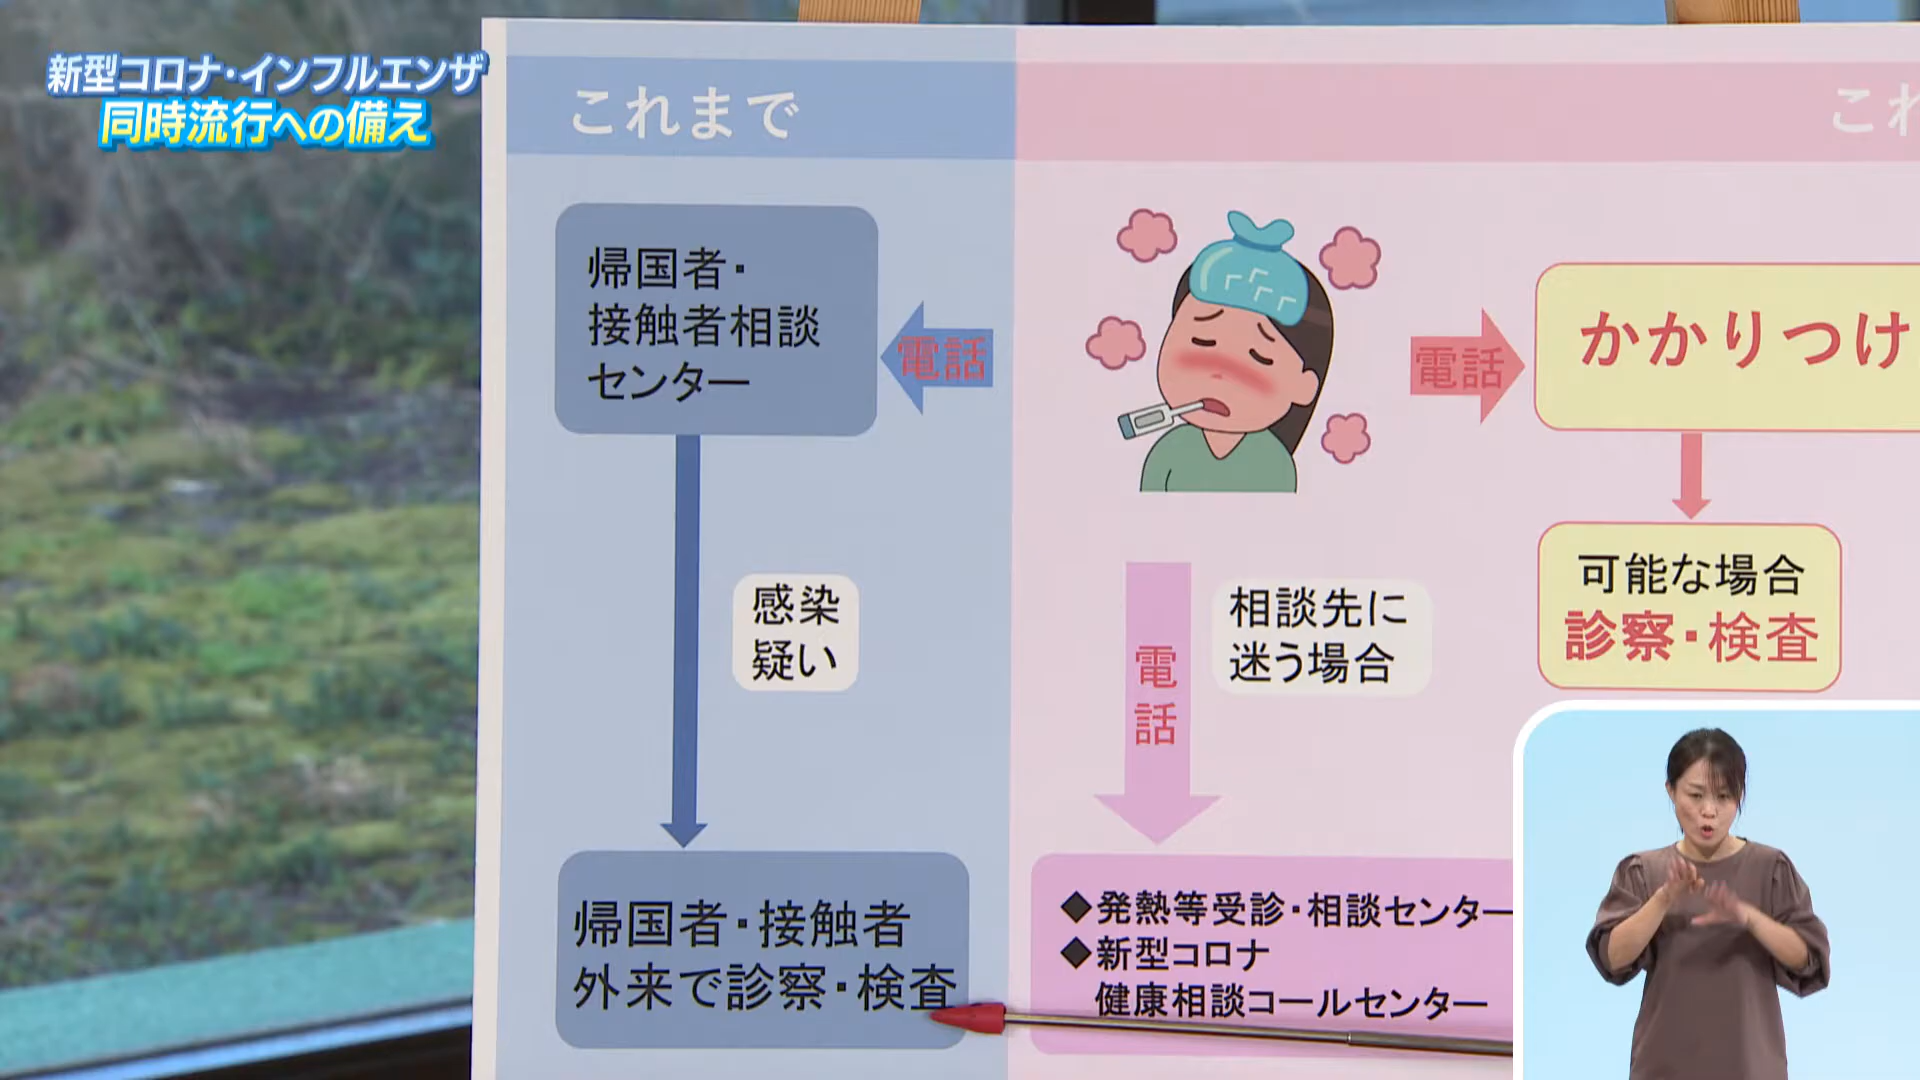 新型コロナ・インフルエンザ
同時流行への備え
これまで
帰国者・
接触者相談
センター
電話
感染
疑い
帰国者・接触者
外来で診察・検査
電話
かかりつけ
可能な場合
診察・検査
電話
相談先に
迷う場合
◆発熱等受診・相談センター
◆新型コロナ
健康相談コールセンター